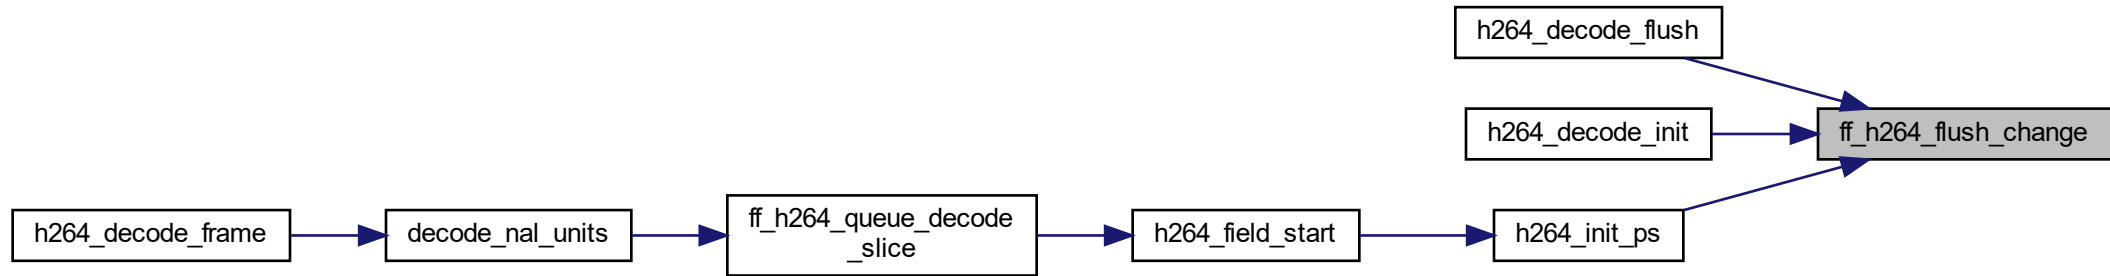 h264_decode_flush
h264_decode_init
ff_h264_flush_change
h264_decode_frame
decode_nal_units
ff_h264_queue_decode
_slice
h264_field_start
h264_init_ps